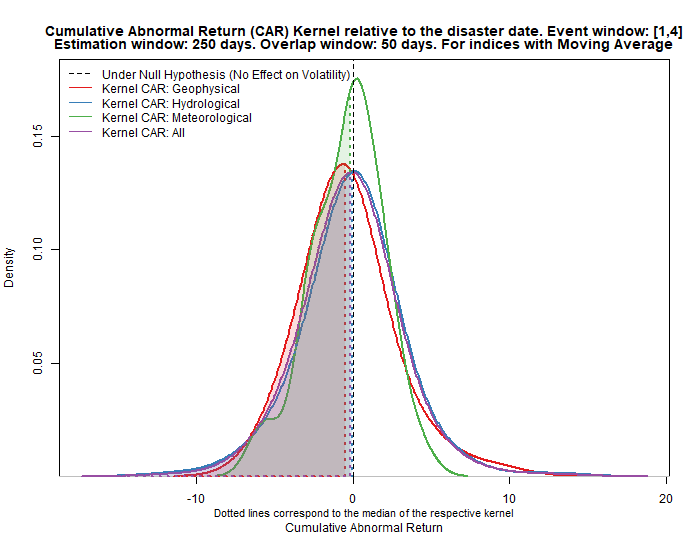 Cumulative Abnormal Return (CAR) Kernel relative to the disaster date. Event window: [1,4]
Estimation window: 250 days. Overlap window: 50 days. For indices with Moving Average
Under Null Hypothesis (No Effect on Volatility)
Kernel CAR: Geophysical
Kernel CAR: Hydrological
Kernel CAR: Meteorological
Kernel CAR: All
0.15
0.10
0.05
Density
-10 0 10 20
Dotted lines correspond to the median of the respective kernel
Cumulative Abnormal Return